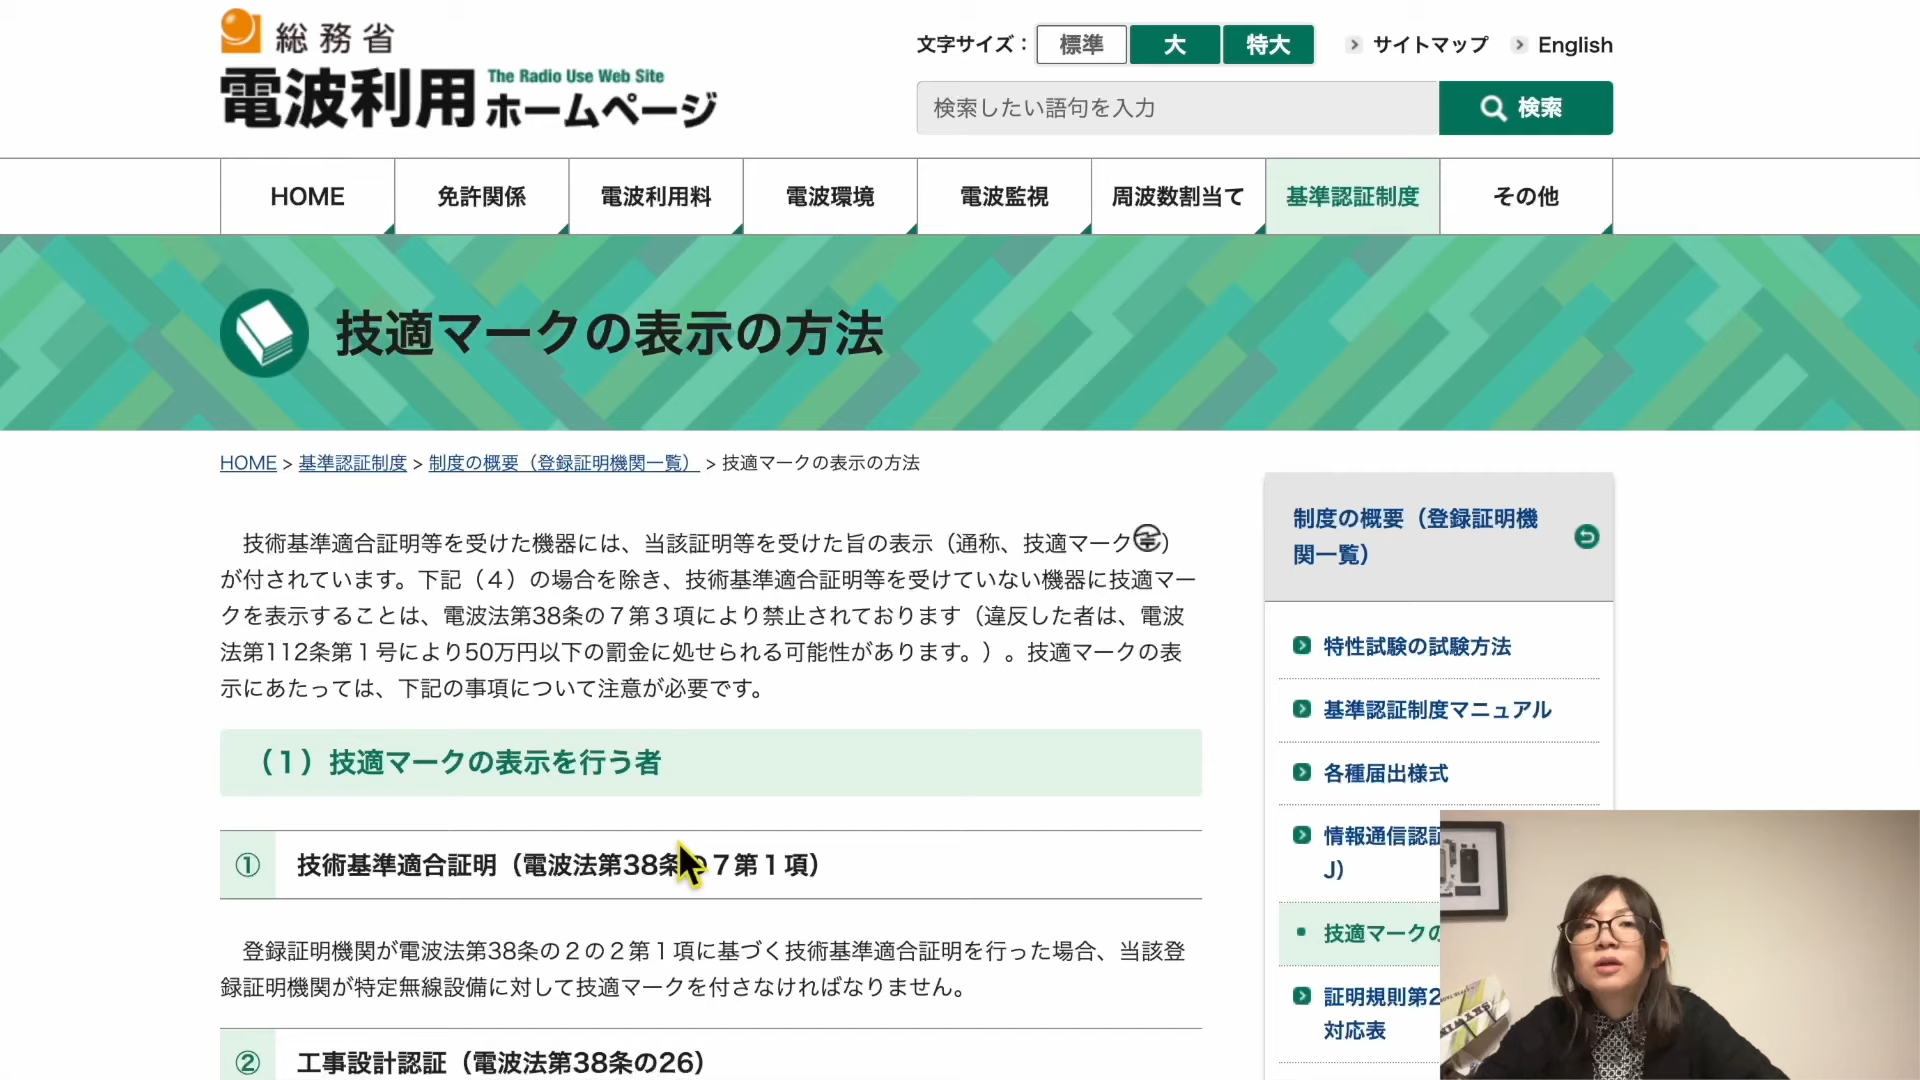 総務省
電波利用 The Radio Use Web Site ホームページ
文字サイズ： 標準 大 特大 サイトマップ English
検索したい語句を入力 検索
HOME 免許関係 電波利用料 電波環境 電波監視 周波数割当て 基準認証制度 その他
技適マークの表示の方法
HOME > 基準認証制度 > 制度の概要（登録証明機関一覧） > 技適マークの表示の方法
技術基準適合証明等を受けた機器には、当該証明等を受けた旨の表示（通称、技適マーク）
が付されています。下記（４）の場合を除き、技術基準適合証明等を受けていない機器に技適マー
クを表示することは、電波法第38条の７第３項により禁止されております（違反した者は、電波
法第112条第１号により50万円以下の罰金に処せられる可能性があります。）。技適マークの表
示にあたっては、下記の事項について注意が必要です。
（１）技適マークの表示を行う者
① 技術基準適合証明（電波法第38条の７第１項）
登録証明機関が電波法第38条の２の２第１項に基づく技術基準適合証明を行った場合、当該登
録証明機関が特定無線設備に対して技適マークを付さなければなりません。
② 工事設計認証（電波法第38条の26）
制度の概要（登録証明機
関一覧）
特性試験の試験方法
基準認証制度マニュアル
各種届出様式
情報通信認証
J）
技適マークの
証明規則第2
対応表